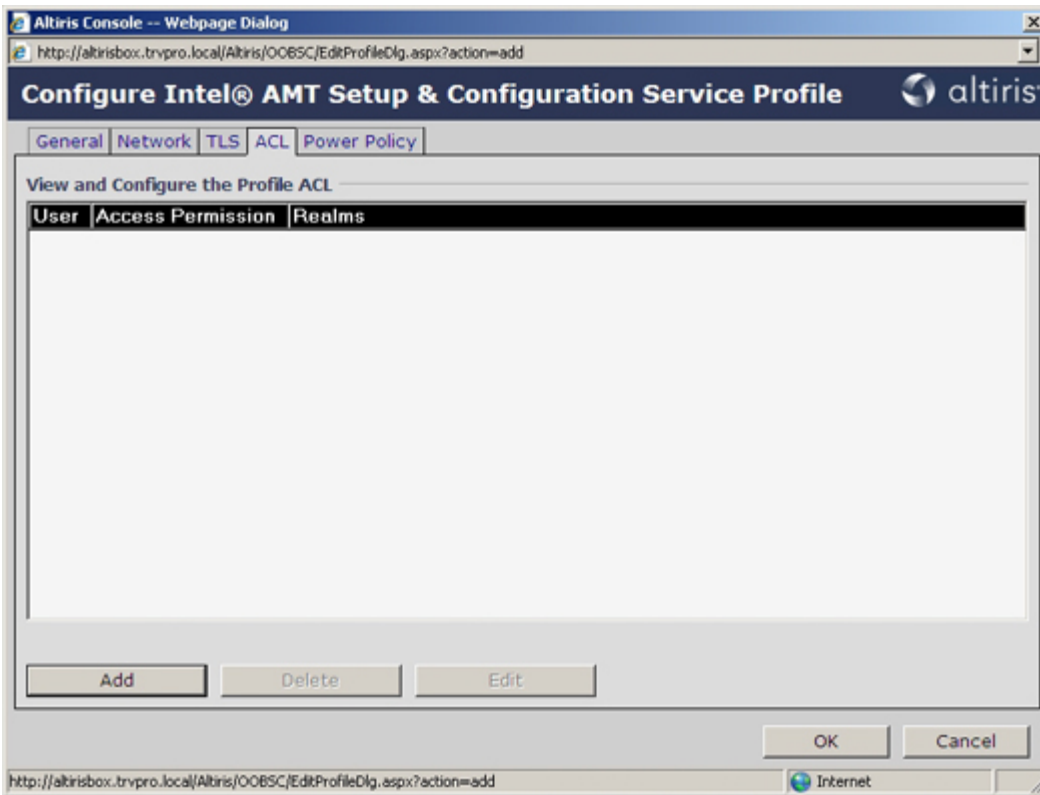 Altiris Console -- Webpage Dialog
http://altirisbox.trvpro.local/Altiris/OOBSC/EditProfileDlg.aspx?action=add
Configure Intel® AMT Setup & Configuration Service Profile
altiris
General Network TLS ACL Power Policy
View and Configure the Profile ACL
User Access Permission Realms
Add Delete Edit
OK Cancel
http://altirisbox.trvpro.local/Altiris/OOBSC/EditProfileDlg.aspx?action=add Internet